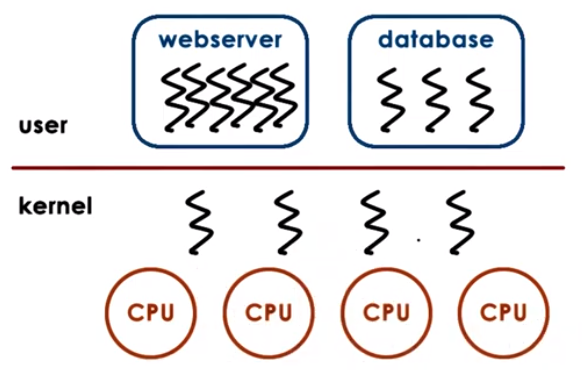 webserver database
user
kernel
CPU CPU CPU CPU